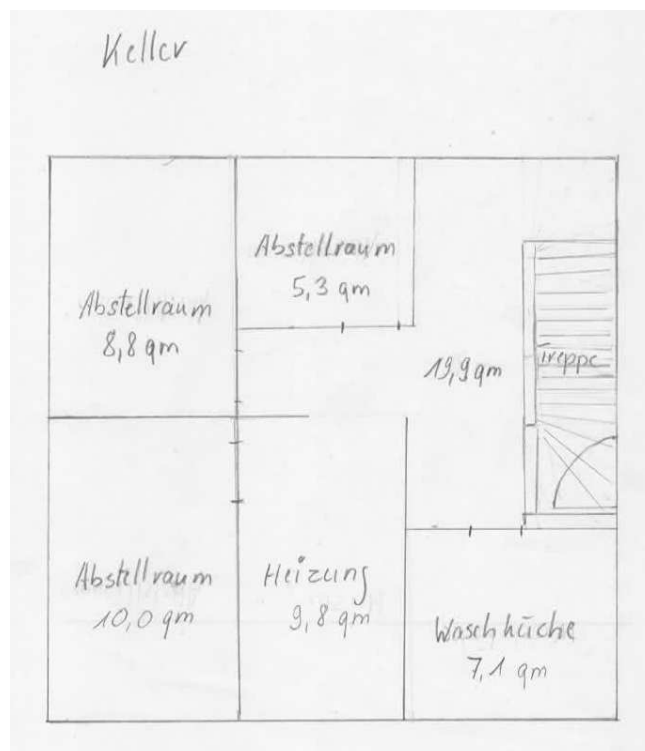 Keller
Abstellraum
5,3 qm
Abstellraum
8,8 qm
19,9 qm
Treppe
Abstellraum
10,0 qm
Heizung
9,8 qm
Waschküche
7,1 qm